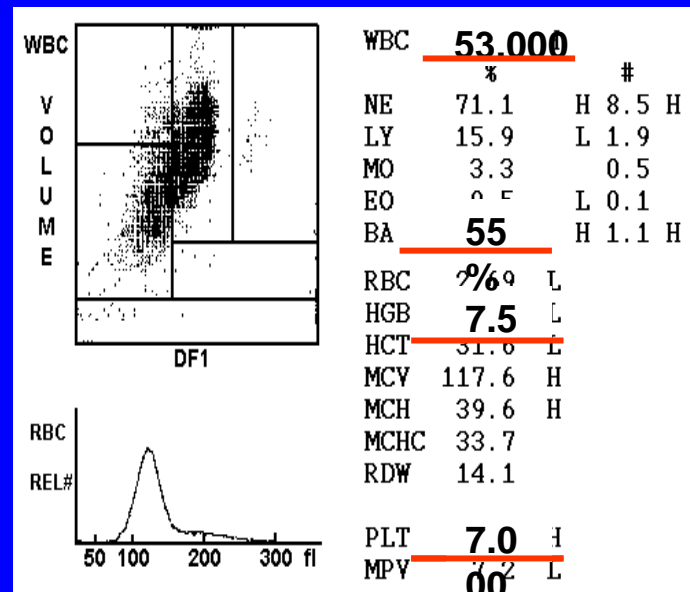 WBC
V
O
L
U
M
E
DF1
RBC
REL#
50 100 200 300 fl
WBC 53.000
% #
NE 71.1 H 8.5 H
LY 15.9 L 1.9
MO 3.3 0.5
EO L 0.1
BA 55 H 1.1 H
RBC % L
HGB 7.5 L
HCT 31.6 L
MCV 117.6 H
MCH 39.6 H
MCHC 33.7
RDW 14.1
PLT 7.0 H
MPV 00 L